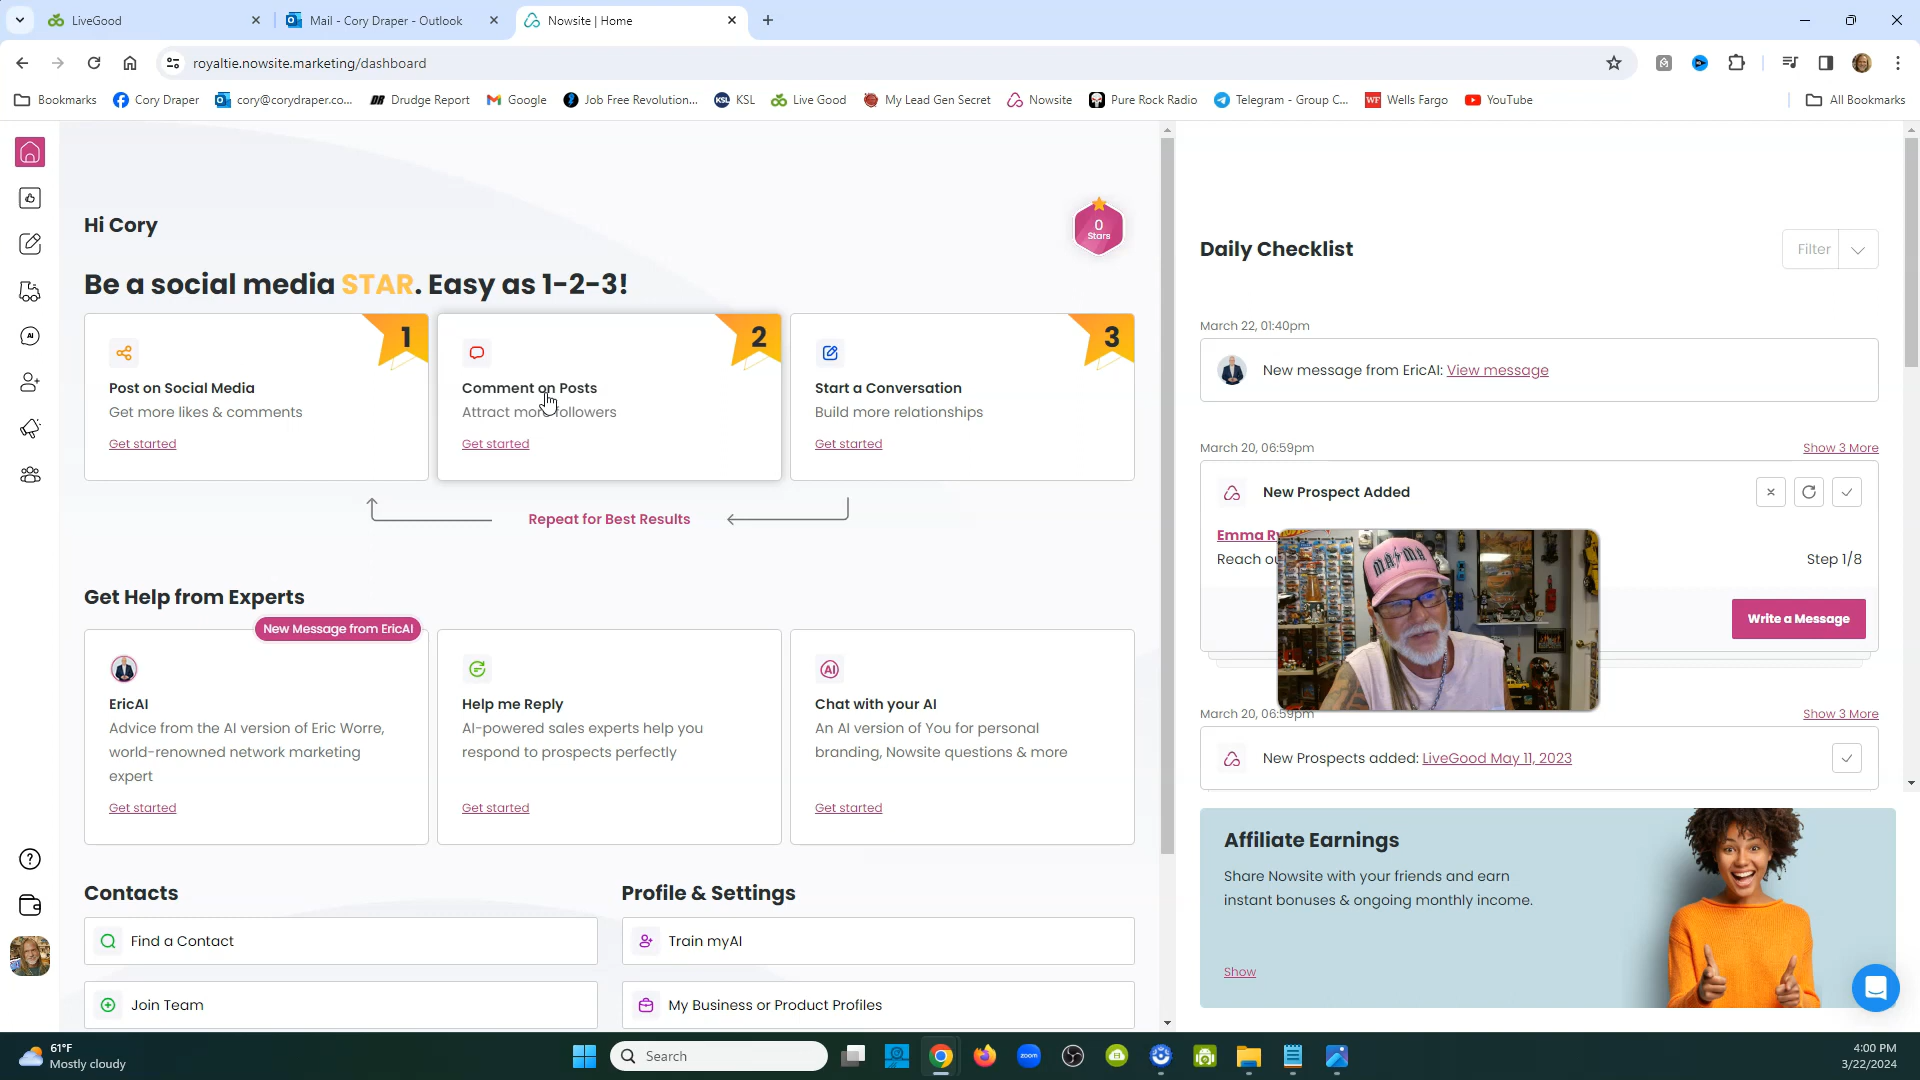 LiveGood
Mail - Cory Draper - Outlook
Nowsite | Home
royaltie.nowsite.marketing/dashboard
Bookmarks
Cory Draper
cory@corydraper.co...
Drudge Report
Google
Job Free Revolution...
KSL
Live Good
My Lead Gen Secret
Nowsite
Pure Rock Radio
Telegram - Group C...
Wells Fargo
YouTube
All Bookmarks
Hi Cory
0
Stars
Be a social media STAR. Easy as 1-2-3!
1
Post on Social Media
Get more likes & comments
Get started
2
Comment on Posts
Attract more followers
Get started
3
Start a Conversation
Build more relationships
Get started
Repeat for Best Results
Get Help from Experts
New Message from EricAI
EricAI
Advice from the AI version of Eric Worre,
world-renowned network marketing
expert
Get started
Help me Reply
AI-powered sales experts help you
respond to prospects perfectly
Get started
AI
Chat with your AI
An AI version of You for personal
branding, Nowsite questions & more
Get started
Contacts
Find a Contact
Join Team
Profile & Settings
Train myAI
My Business or Product Profiles
Daily Checklist
Filter
March 22, 01:40pm
New message from EricAI: View message
March 20, 06:59pm
Show 3 More
New Prospect Added
Emma
Reach
Step 1/8
Write a Message
MAMA
March 20, 06:59pm
Show 3 More
New Prospects added: LiveGood May 11, 2023
Affiliate Earnings
Share Nowsite with your friends and earn
instant bonuses & ongoing monthly income.
Show
61°F
Mostly cloudy
Search
zoom
4:00 PM
3/22/2024